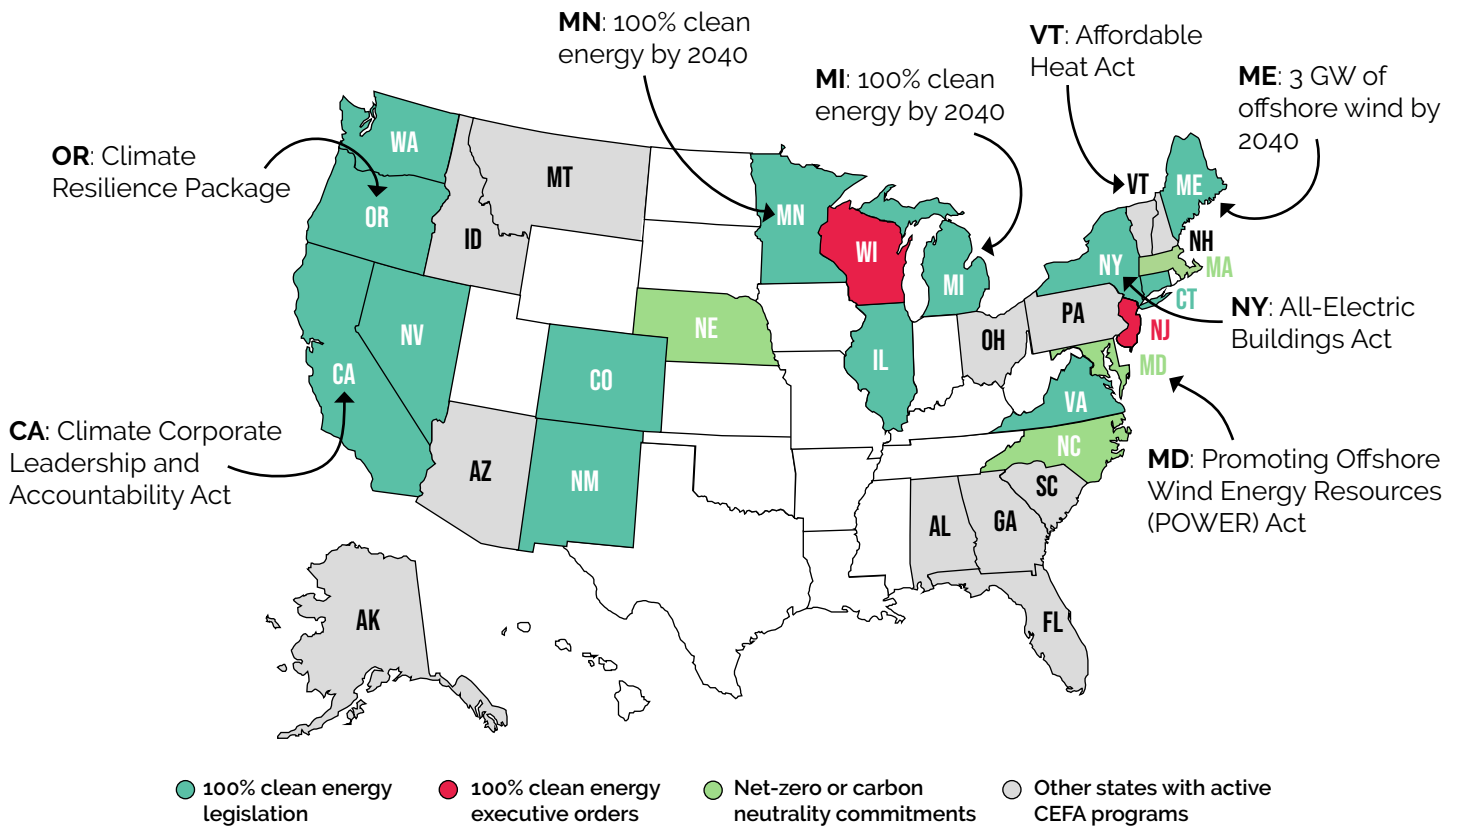 MN: 100% clean
energy by 2040
VT: Affordable
Heat Act
MI: 100% clean
energy by 2040
ME: 3 GW of
offshore wind by
2040
OR: Climate
Resilience Package
CA: Climate Corporate
Leadership and
Accountability Act
NY: All-Electric
Buildings Act
MD: Promoting Offshore
Wind Energy Resources
(POWER) Act
WA
MT
OR
ID
MN
WI
MI
VT
ME
NH
NY
MA
CT
NV
NE
PA
NJ
OH
CA
CO
IL
MD
VA
AZ
NM
NC
SC
AL
GA
AK
FL
100% clean energy
legislation
100% clean energy
executive orders
Net-zero or carbon
neutrality commitments
Other states with active
CEFA programs